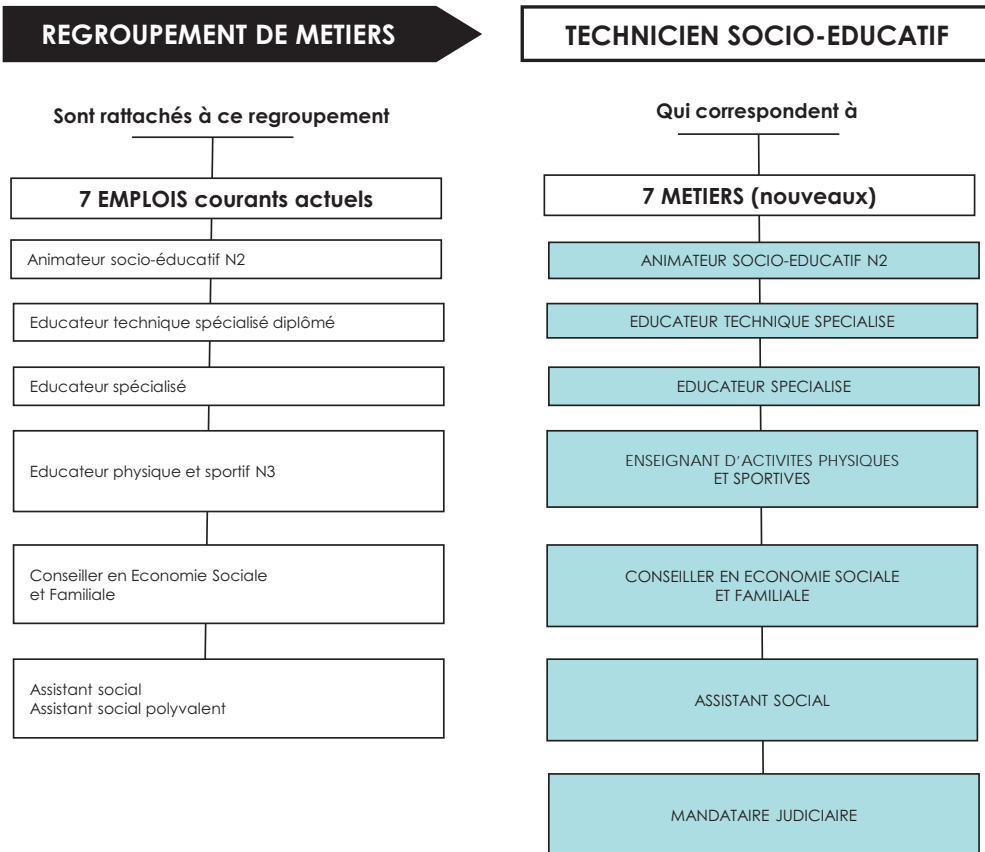 REGROUPEMENT DE METIERS
TECHNICIEN SOCIO-EDUCATIF
Sont rattachés à ce regroupement
7 EMPLOIS courants actuels
Animateur socio-éducatif N2
Educateur technique spécialisé diplômé
Educateur spécialisé
Educateur physique et sportif N3
Conseiller en Economie Sociale
et Familiale
Assistant social
Assistant social polyvalent
Qui correspondent à
7 METIERS (nouveaux)
ANIMATEUR SOCIO-EDUCATIF N2
EDUCATEUR TECHNIQUE SPECIALISE
EDUCATEUR SPECIALISE
ENSEIGNANT D'ACTIVITES PHYSIQUES
ET SPORTIVES
CONSEILLER EN ECONOMIE SOCIALE
ET FAMILIALE
ASSISTANT SOCIAL
MANDATAIRE JUDICIAIRE